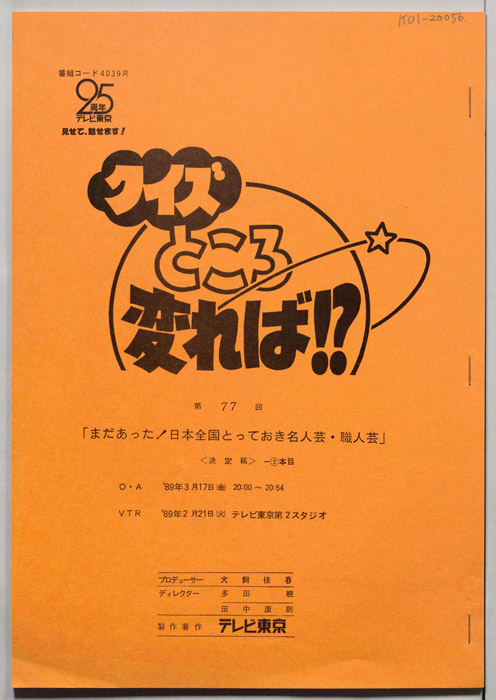 K01-20056.
番組コード4039R
25
周年
テレビ東京
見せて、魅せます!
クイズ
ところ
変れば!?
第 77 回
「まだあった!日本全国とっておき名人芸・職人芸」
<決定稿> －②本目
O・A '89年3月17日(金) 20:00～20:54
VTR '89年2月21日(火) テレビ東京第2スタジオ
プロデューサー 犬飼佳春
ディレクター 多田暁
田中康則
製作著作 テレビ東京